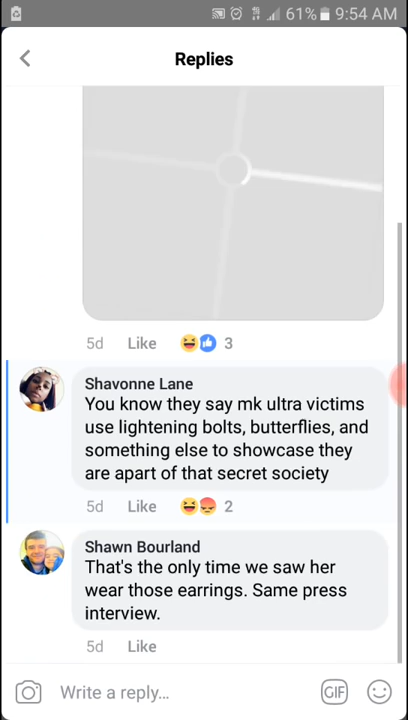 61% 9:54 AM
Replies
5d Like 3
Shavonne Lane
You know they say mk ultra victims
use lightening bolts, butterflies, and
something else to showcase they
are apart of that secret society
5d Like 2
Shawn Bourland
That's the only time we saw her
wear those earrings. Same press
interview.
5d Like
Write a reply...
GIF